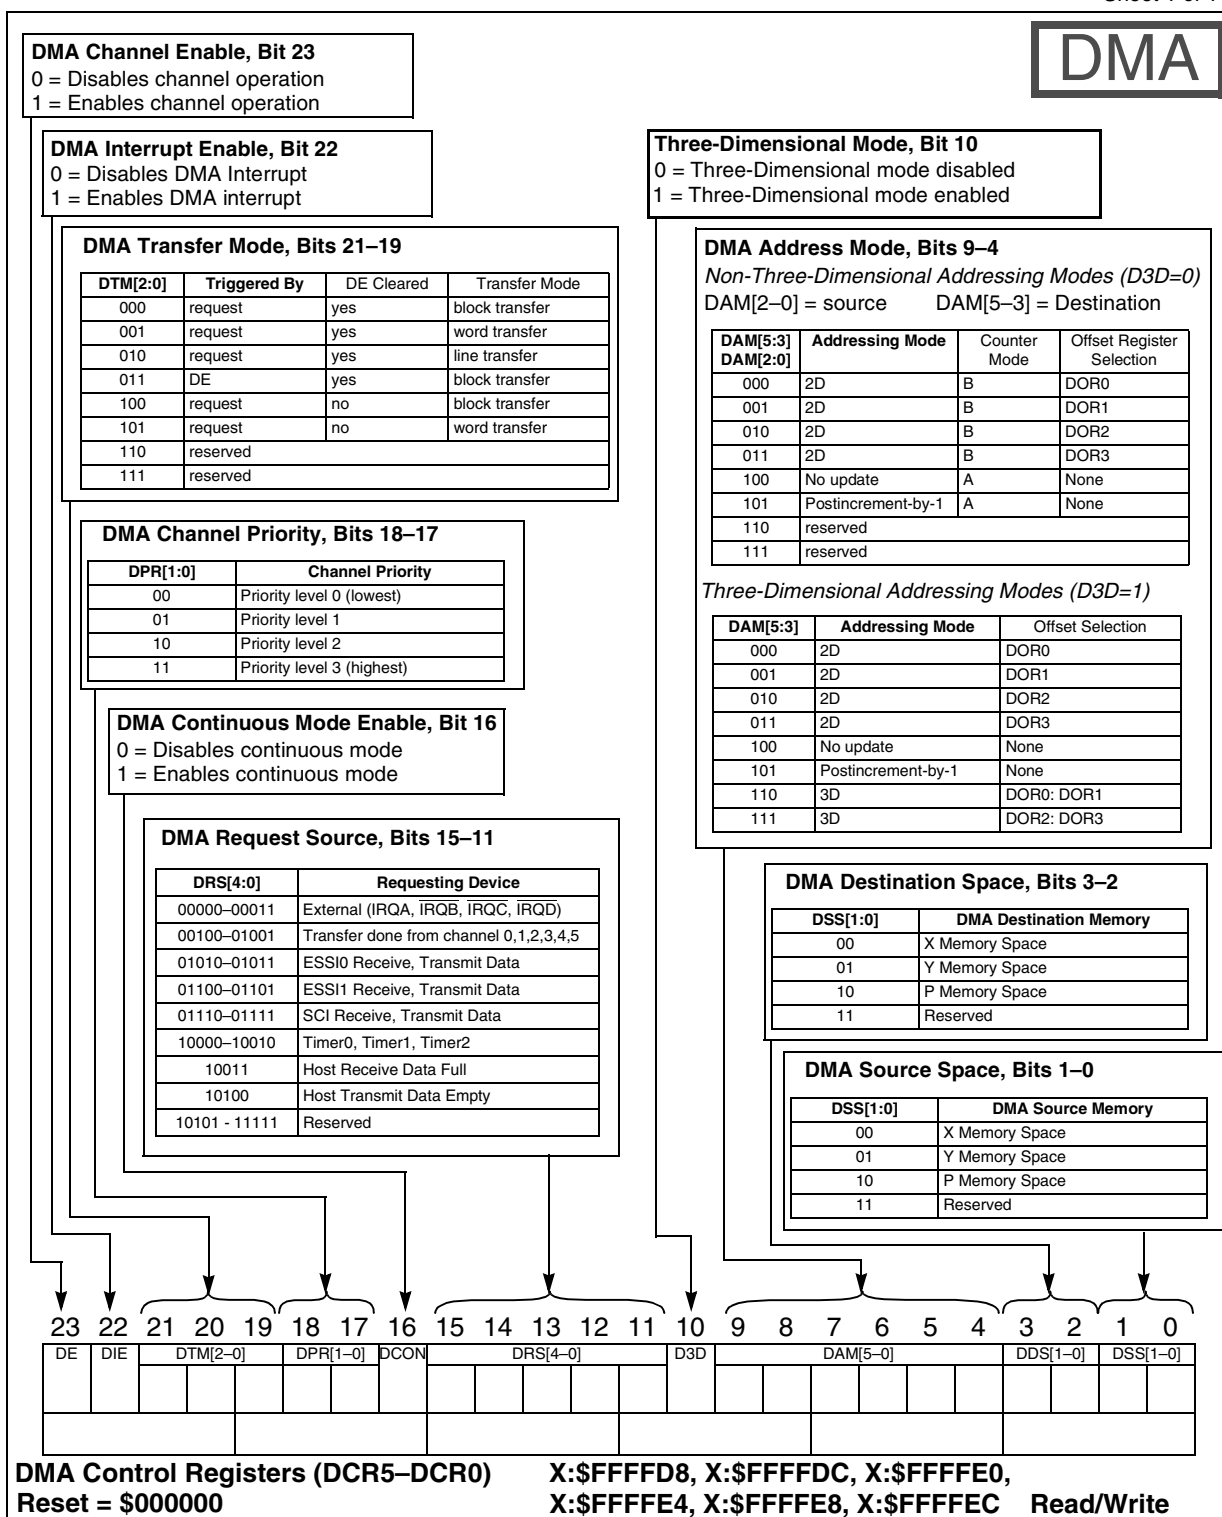 DMA
DMA Channel Enable, Bit 23
0 = Disables channel operation
1 = Enables channel operation
DMA Interrupt Enable, Bit 22
0 = Disables DMA Interrupt
1 = Enables DMA interrupt
DMA Transfer Mode, Bits 21–19
DTM[2:0] Triggered By DE Cleared Transfer Mode
000 request yes block transfer
001 request yes word transfer
010 request yes line transfer
011 DE yes block transfer
100 request no block transfer
101 request no word transfer
110 reserved
111 reserved
DMA Channel Priority, Bits 18–17
DPR[1:0] Channel Priority
00 Priority level 0 (lowest)
01 Priority level 1
10 Priority level 2
11 Priority level 3 (highest)
DMA Continuous Mode Enable, Bit 16
0 = Disables continuous mode
1 = Enables continuous mode
DMA Request Source, Bits 15–11
DRS[4:0] Requesting Device
00000–00011 External (IRQA, IRQB, IRQC, IRQD)
00100–01001 Transfer done from channel 0,1,2,3,4,5
01010–01011 ESSI0 Receive, Transmit Data
01100–01101 ESSI1 Receive, Transmit Data
01110–01111 SCI Receive, Transmit Data
10000–10010 Timer0, Timer1, Timer2
10011 Host Receive Data Full
10100 Host Transmit Data Empty
10101 - 11111 Reserved
Three-Dimensional Mode, Bit 10
0 = Three-Dimensional mode disabled
1 = Three-Dimensional mode enabled
DMA Address Mode, Bits 9–4
Non-Three-Dimensional Addressing Modes (D3D=0)
DAM[2–0] = source DAM[5–3] = Destination
DAM[5:3] Addressing Mode Counter Offset Register
DAM[2:0] Mode Selection
000 2D B DOR0
001 2D B DOR1
010 2D B DOR2
011 2D B DOR3
100 No update A None
101 Postincrement-by-1 A None
110 reserved
111 reserved
Three-Dimensional Addressing Modes (D3D=1)
DAM[5:3] Addressing Mode Offset Selection
000 2D DOR0
001 2D DOR1
010 2D DOR2
011 2D DOR3
100 No update None
101 Postincrement-by-1 None
110 3D DOR0: DOR1
111 3D DOR2: DOR3
DMA Destination Space, Bits 3–2
DSS[1:0] DMA Destination Memory
00 X Memory Space
01 Y Memory Space
10 P Memory Space
11 Reserved
DMA Source Space, Bits 1–0
DSS[1:0] DMA Source Memory
00 X Memory Space
01 Y Memory Space
10 P Memory Space
11 Reserved
23 22 21 20 19 18 17 16 15 14 13 12 11 10 9 8 7 6 5 4 3 2 1 0
DE DIE DTM[2–0] DPR[1–0] DCON DRS[4–0] D3D DAM[5–0] DDS[1–0] DSS[1–0]
DMA Control Registers (DCR5–DCR0) X:$FFFFD8, X:$FFFFDC, X:$FFFFE0,
Reset = $000000 X:$FFFFE4, X:$FFFFE8, X:$FFFFEC Read/Write